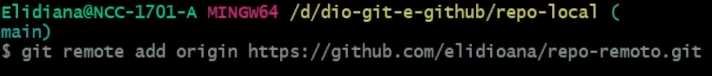 Elidiana@NCC-1701-A MINGW64 /d/dio-git-e-github/repo-local (
main)
$ git remote add origin https://github.com/elidioana/repo-remoto.git